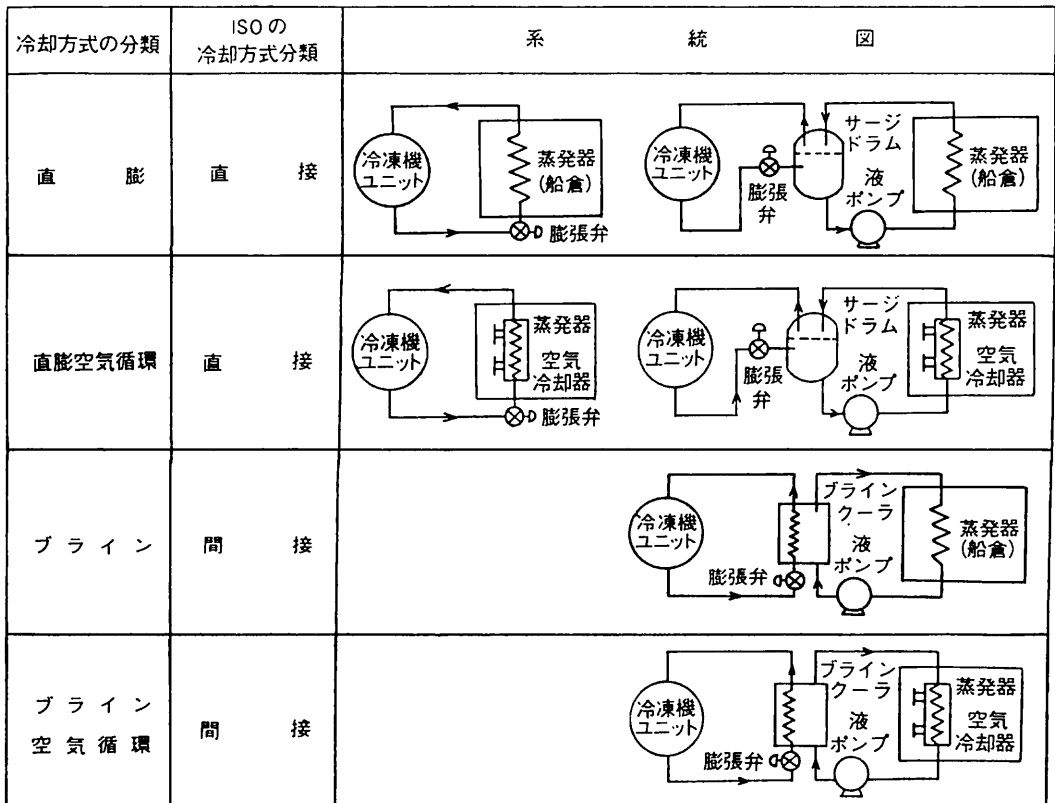 冷却方式の分類
ISOの
冷却方式分類
系 統 図
直 膨
直 接
冷凍機
ユニット
蒸発器
(船倉)
膨張弁
冷凍機
ユニット
膨張
弁
サージ
ドラム
液
ポンプ
蒸発器
(船倉)
直膨空気循環
直 接
冷凍機
ユニット
蒸発器
空気
冷却器
膨張弁
冷凍機
ユニット
膨張
弁
サージ
ドラム
液
ポンプ
蒸発器
空気
冷却器
ブライン
間 接
冷凍機
ユニット
膨張弁
ブライン
クーラ
液
ポンプ
蒸発器
(船倉)
ブライン
空気循環
間 接
冷凍機
ユニット
膨張弁
ブライン
クーラ
液
ポンプ
蒸発器
空気
冷却器